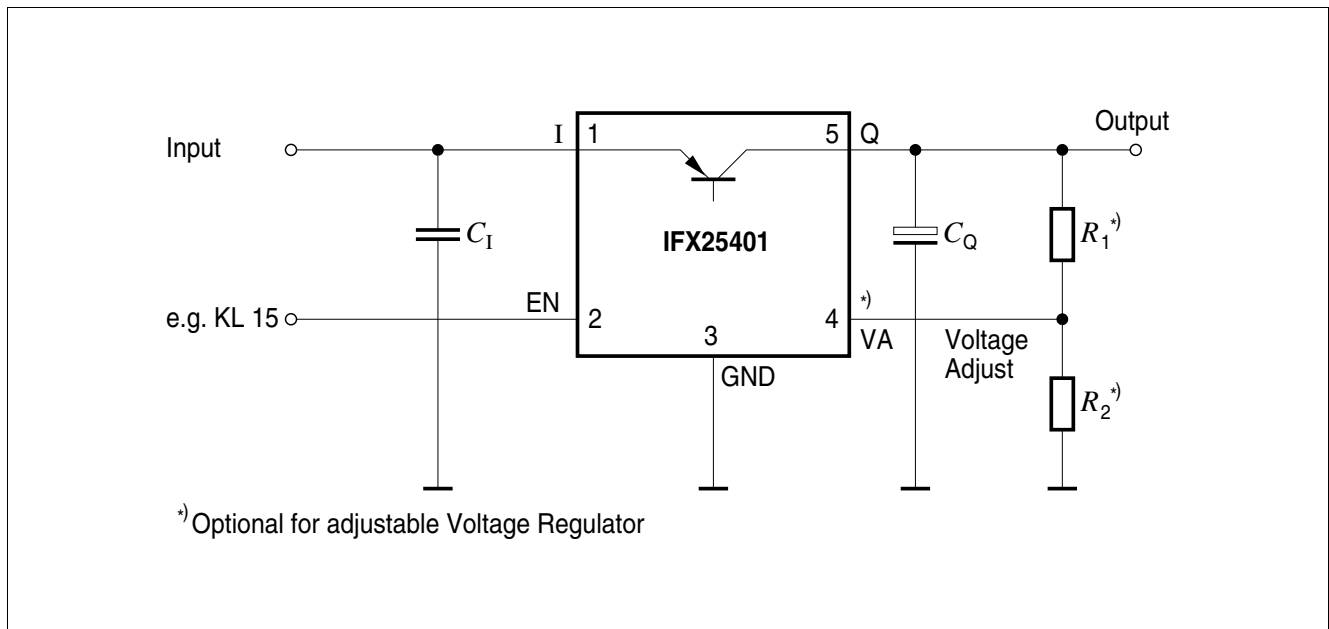 Input
I
1
5
Q
Output
C_I
IFX25401
C_Q
R_1*)
e.g. KL 15
EN
2
3
4
*)
VA
Voltage
Adjust
GND
R_2*)
*) Optional for adjustable Voltage Regulator